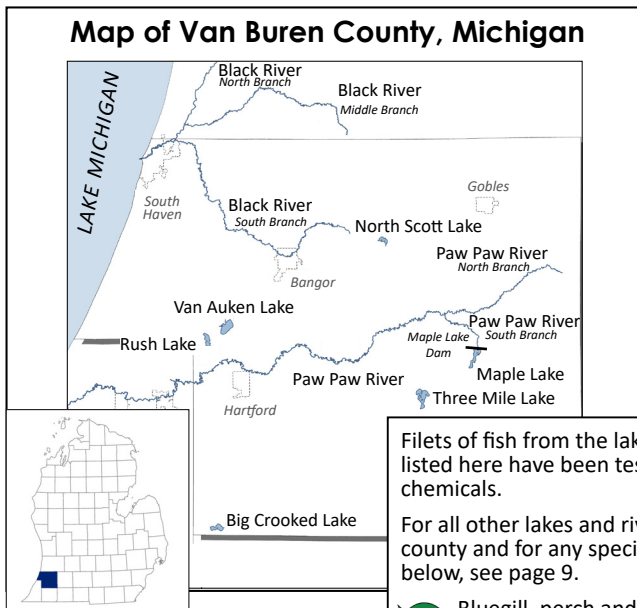 Map of Van Buren County, Michigan
Black River
North Branch
Black River
Middle Branch
LAKE MICHIGAN
South
Haven
Black River
South Branch
Gobles
North Scott Lake
Bangor
Paw Paw River
North Branch
Van Auken Lake
Paw Paw River
South Branch
Rush Lake
Maple Lake
Dam
Paw Paw River
Maple Lake
Hartford
Three Mile Lake
Filets of fish from the lak
listed here have been tes
chemicals.
Big Crooked Lake
For all other lakes and riv
county and for any speci
below, see page 9.
Bluegill, perch and